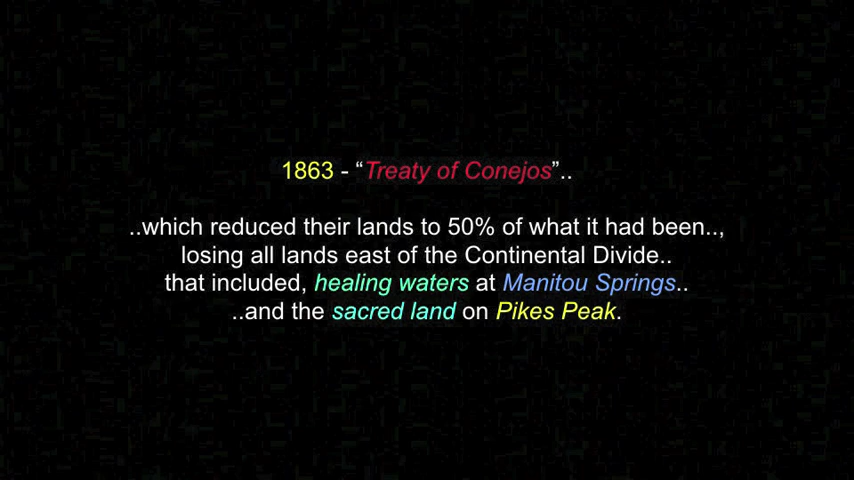 1863 - “Treaty of Conejos”..
..which reduced their lands to 50% of what it had been..,
losing all lands east of the Continental Divide..
that included, healing waters at Manitou Springs..
..and the sacred land on Pikes Peak.